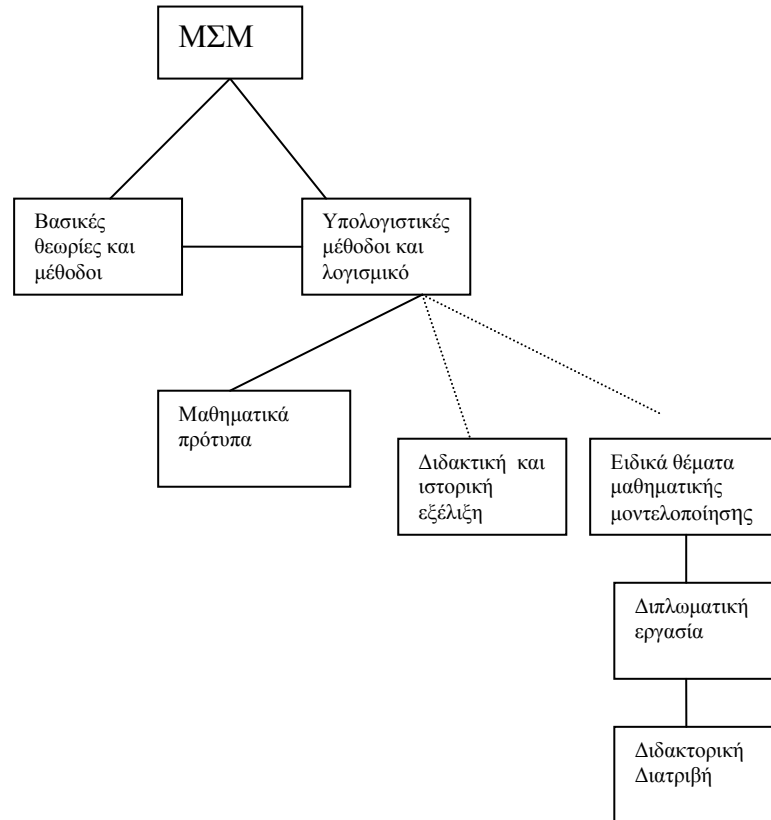 ΜΣΜ
Βασικές
θεωρίες και
μέθοδοι
Υπολογιστικές
μέθοδοι και
λογισμικό
Μαθηματικά
πρότυπα
Διδακτική και
ιστορική
εξέλιξη
Ειδικά θέματα
μαθηματικής
μοντελοποίησης
Διπλωματική
εργασία
Διδακτορική
Διατριβή